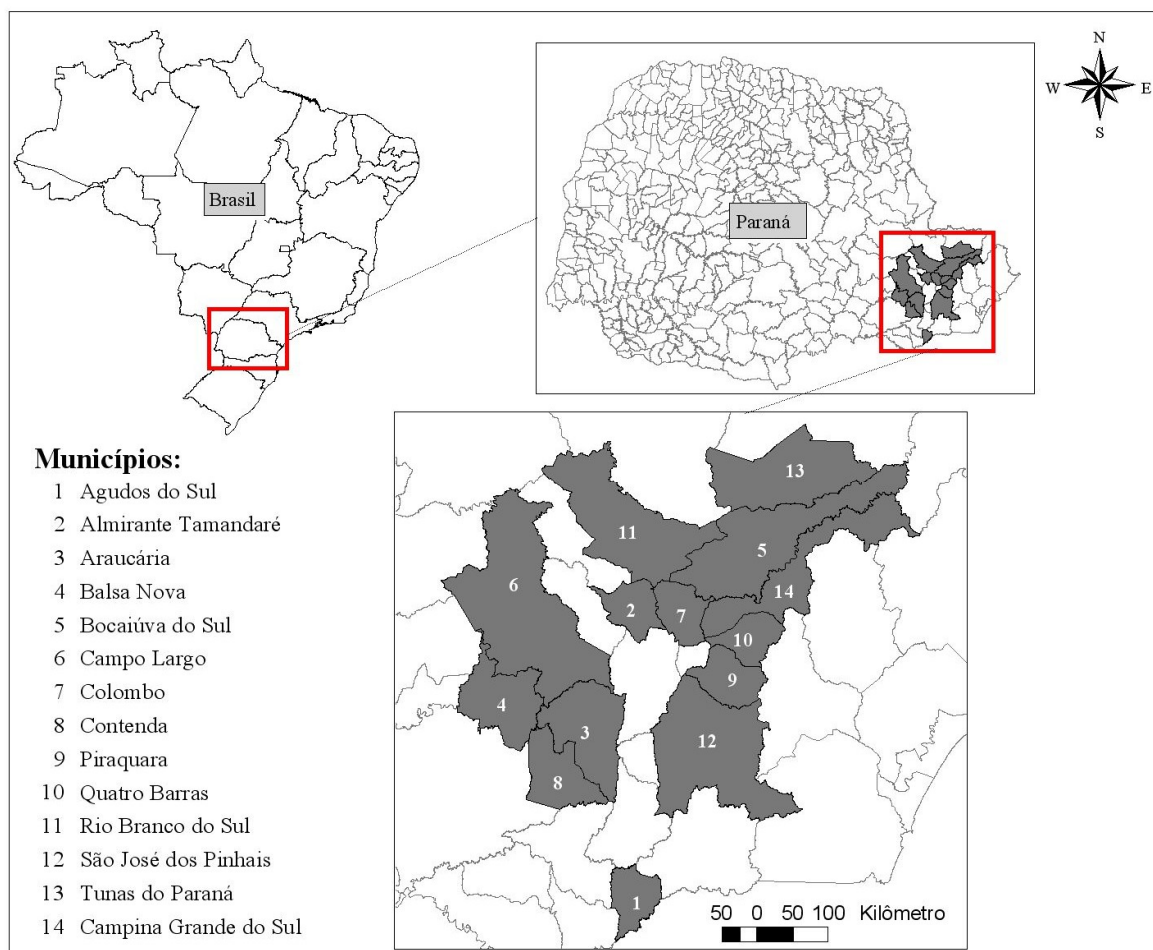 N
W E
S
Brasil
Paraná
Municípios:
1 Agudos do Sul
2 Almirante Tamandaré
3 Araucária
4 Balsa Nova
5 Bocaiúva do Sul
6 Campo Largo
7 Colombo
8 Contenda
9 Piraquara
10 Quatro Barras
11 Rio Branco do Sul
12 São José dos Pinhais
13 Tunas do Paraná
14 Campina Grande do Sul
13
11
5
6
14
2
7
10
9
4
3
12
8
1
50 0 50 100 Kilômetro